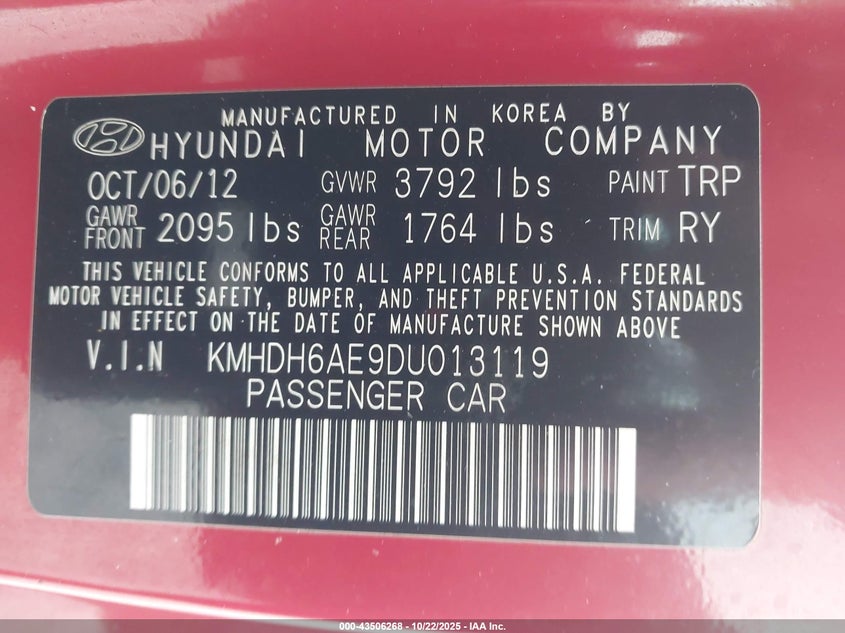 MANUFACTURED IN KOREA BY
HYUNDAI MOTOR COMPANY
OCT/06/12 GVWR 3792 lbs PAINT TRP
GAWR FRONT 2095 lbs GAWR REAR 1764 lbs TRIM RY
THIS VEHICLE CONFORMS TO ALL APPLICABLE U.S.A. FEDERAL
MOTOR VEHICLE SAFETY, BUMPER, AND THEFT PREVENTION STANDARDS
IN EFFECT ON THE DATE OF MANUFACTURE SHOWN ABOVE
V.I.N KMHDH6AE9DU013119
PASSENGER CAR
000-43506268 - 10/22/2025 - IAA Inc.